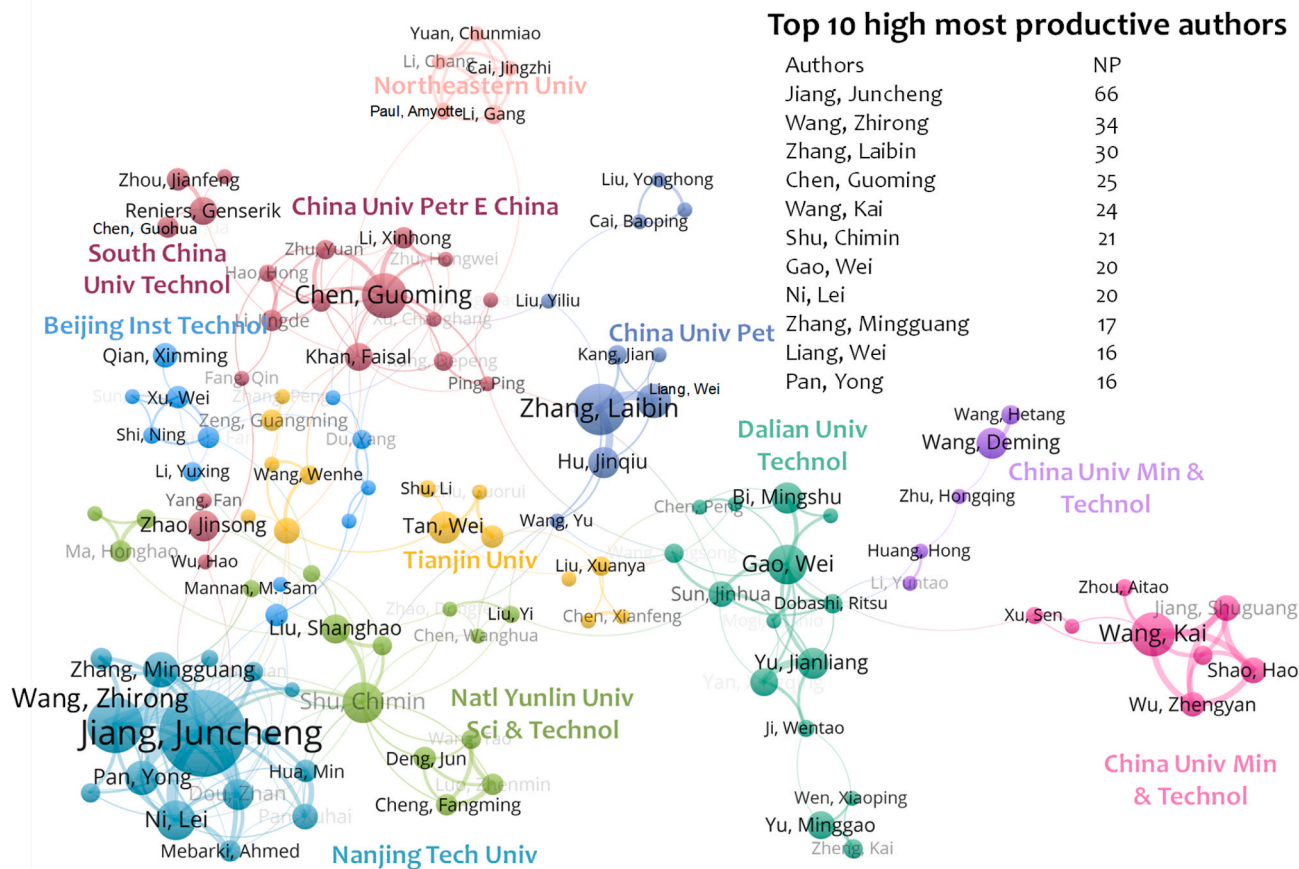 Top 10 high most productive authors
Authors NP
Jiang, Juncheng 66
Wang, Zhirong 34
Zhang, Laibin 30
Chen, Guoming 25
Wang, Kai 24
Shu, Chimin 21
Gao, Wei 20
Ni, Lei 20
Zhang, Mingguang 17
Liang, Wei 16
Pan, Yong 16
Yuan, Chunmiao
Li, Chang
Cai, Jingzhi
Northeastern Univ
Paul, Amyotte
Li, Gang
Zhou, Jianfeng
Reniers, Genserik
Chen, Guohua
South China
Univ Technol
China Univ Petr E China
Li, Xinhong
Zhu, Yuan
Zhu, Hongwei
Hao, Hong
Chen, Guoming
Li, Jingde
Khan, Faisal
Fang, Qin
Ping, Ping
Liu, Yonghong
Cai, Baoping
Liu, Yiliu
China Univ Pet
Kang, Jian
Liang, Wei
Zhang, Laibin
Hu, Jinqiu
Wang, Yu
Beijing Inst Technol
Qian, Xinming
Sun
Xu, Wei
Shi, Ning
Li, Yuxing
Zeng, Guangming
Du, Yang
Wang, Wenhe
Yang, Fan
Zhao, Jinsong
Wu, Hao
Ma, Honghao
Mannan, M. Sam
Shu, Li
Tan, Wei
Tianjin Univ
Liu, Xuanya
Chen, Xianfeng
Dalian Univ
Technol
Bi, Mingshu
Chen, Peng
Gao, Wei
Sun, Jinhua
Dobashi, Ritsu
Yu, Jianliang
Ji, Wentao
Wen, Xiaoping
Yu, Minggao
Zheng, Kai
Wang, Hetang
Wang, Deming
China Univ Min &
Technol
Zhu, Hongqing
Huang, Hong
Li, Yuntao
Zhou, Aitao
Jiang, Shuguang
Xu, Sen
Wang, Kai
Shao, Hao
Wu, Zhengyan
China Univ Min
& Technol
Liu, Shanghao
Liu, Yi
Chen, Wanghua
Shu, Chimin
Natl Yunlin Univ
Sci & Technol
Deng, Jun
Luo, Zhenmin
Cheng, Fangming
Zhang, Mingguang
Wang, Zhirong
Jiang, Juncheng
Pan, Yong
Hua, Min
Dou, Zhan
Pan, Xuhai
Ni, Lei
Mebarki, Ahmed
Nanjing Tech Univ